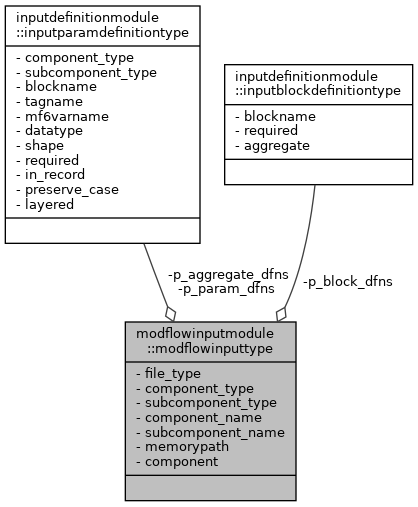 inputdefinitionmodule
::inputparamdefinitiontype
- component_type
- subcomponent_type
- blockname
- tagname
- mf6varname
- datatype
- shape
- required
- in_record
- preserve_case
- layered
inputdefinitionmodule
::inputblockdefinitiontype
- blockname
- required
- aggregate
-p_aggregate_dfns
-p_param_dfns
-p_block_dfns
modflowinputmodule
::modflowinputtype
- file_type
- component_type
- subcomponent_type
- component_name
- subcomponent_name
- memorypath
- component